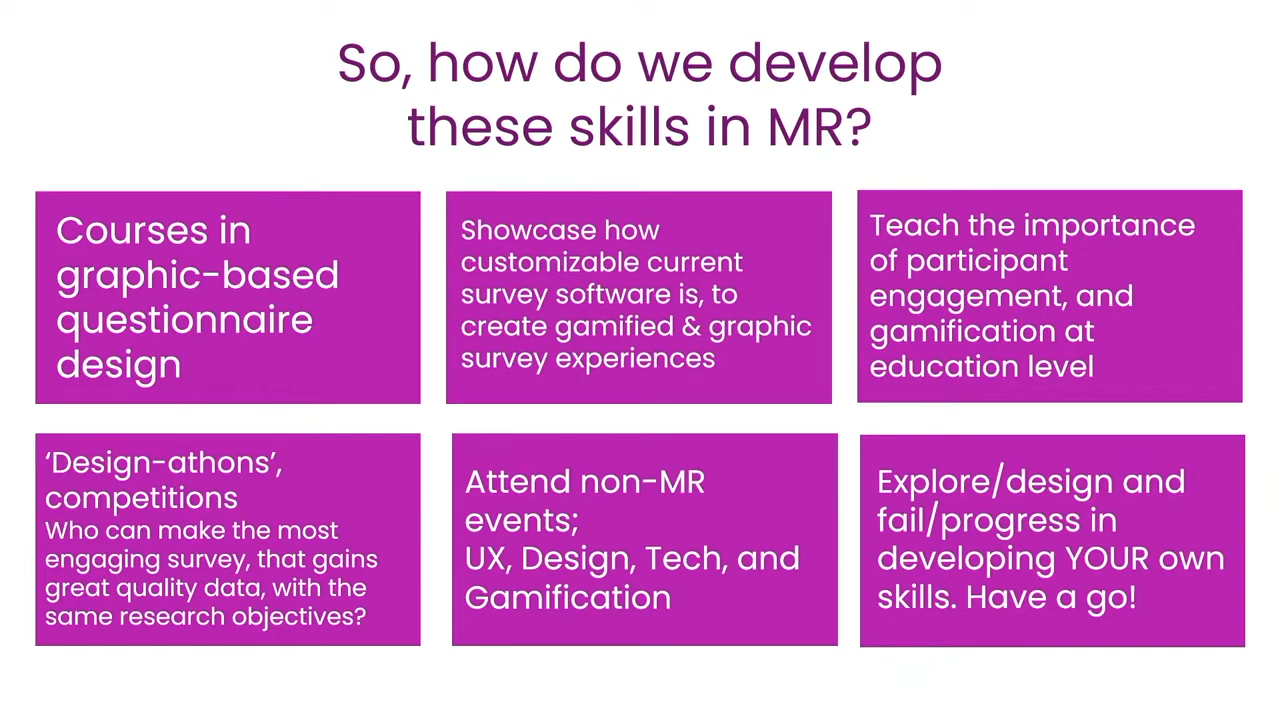 So, how do we develop
these skills in MR?
Courses in
graphic-based
questionnaire
design
Showcase how
customizable current
survey software is, to
create gamified & graphic
survey experiences
Teach the importance
of participant
engagement, and
gamification at
education level
‘Design-athons’,
competitions
Who can make the most
engaging survey, that gains
great quality data, with the
same research objectives?
Attend non-MR
events;
UX, Design, Tech, and
Gamification
Explore/design and
fail/progress in
developing YOUR own
skills. Have a go!